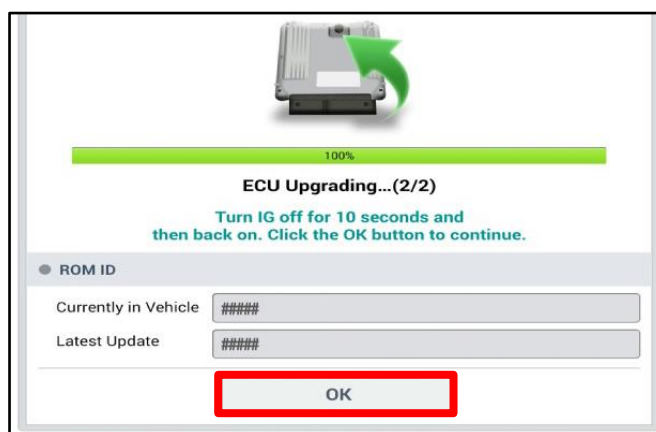 100%
ECU Upgrading...(2/2)
Turn IG off for 10 seconds and
then back on. Click the OK button to continue.
ROM ID
Currently in Vehicle #####
Latest Update #####
OK